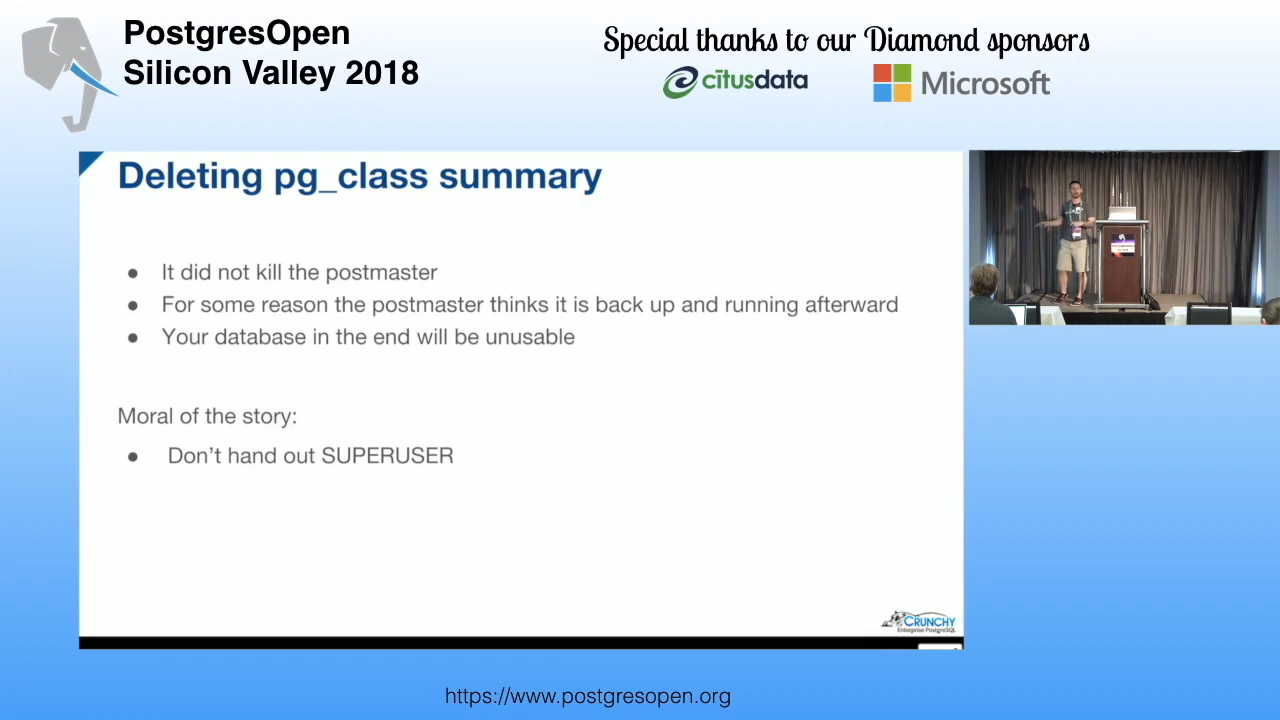 PostgresOpen
Silicon Valley 2018
Special thanks to our Diamond sponsors
citusdata
Microsoft
Deleting pg_class summary
● It did not kill the postmaster
● For some reason the postmaster thinks it is back up and running afterward
● Your database in the end will be unusable
Moral of the story:
● Don’t hand out SUPERUSER
CRUNCHY
Enterprise PostgreSQL
https://www.postgresopen.org